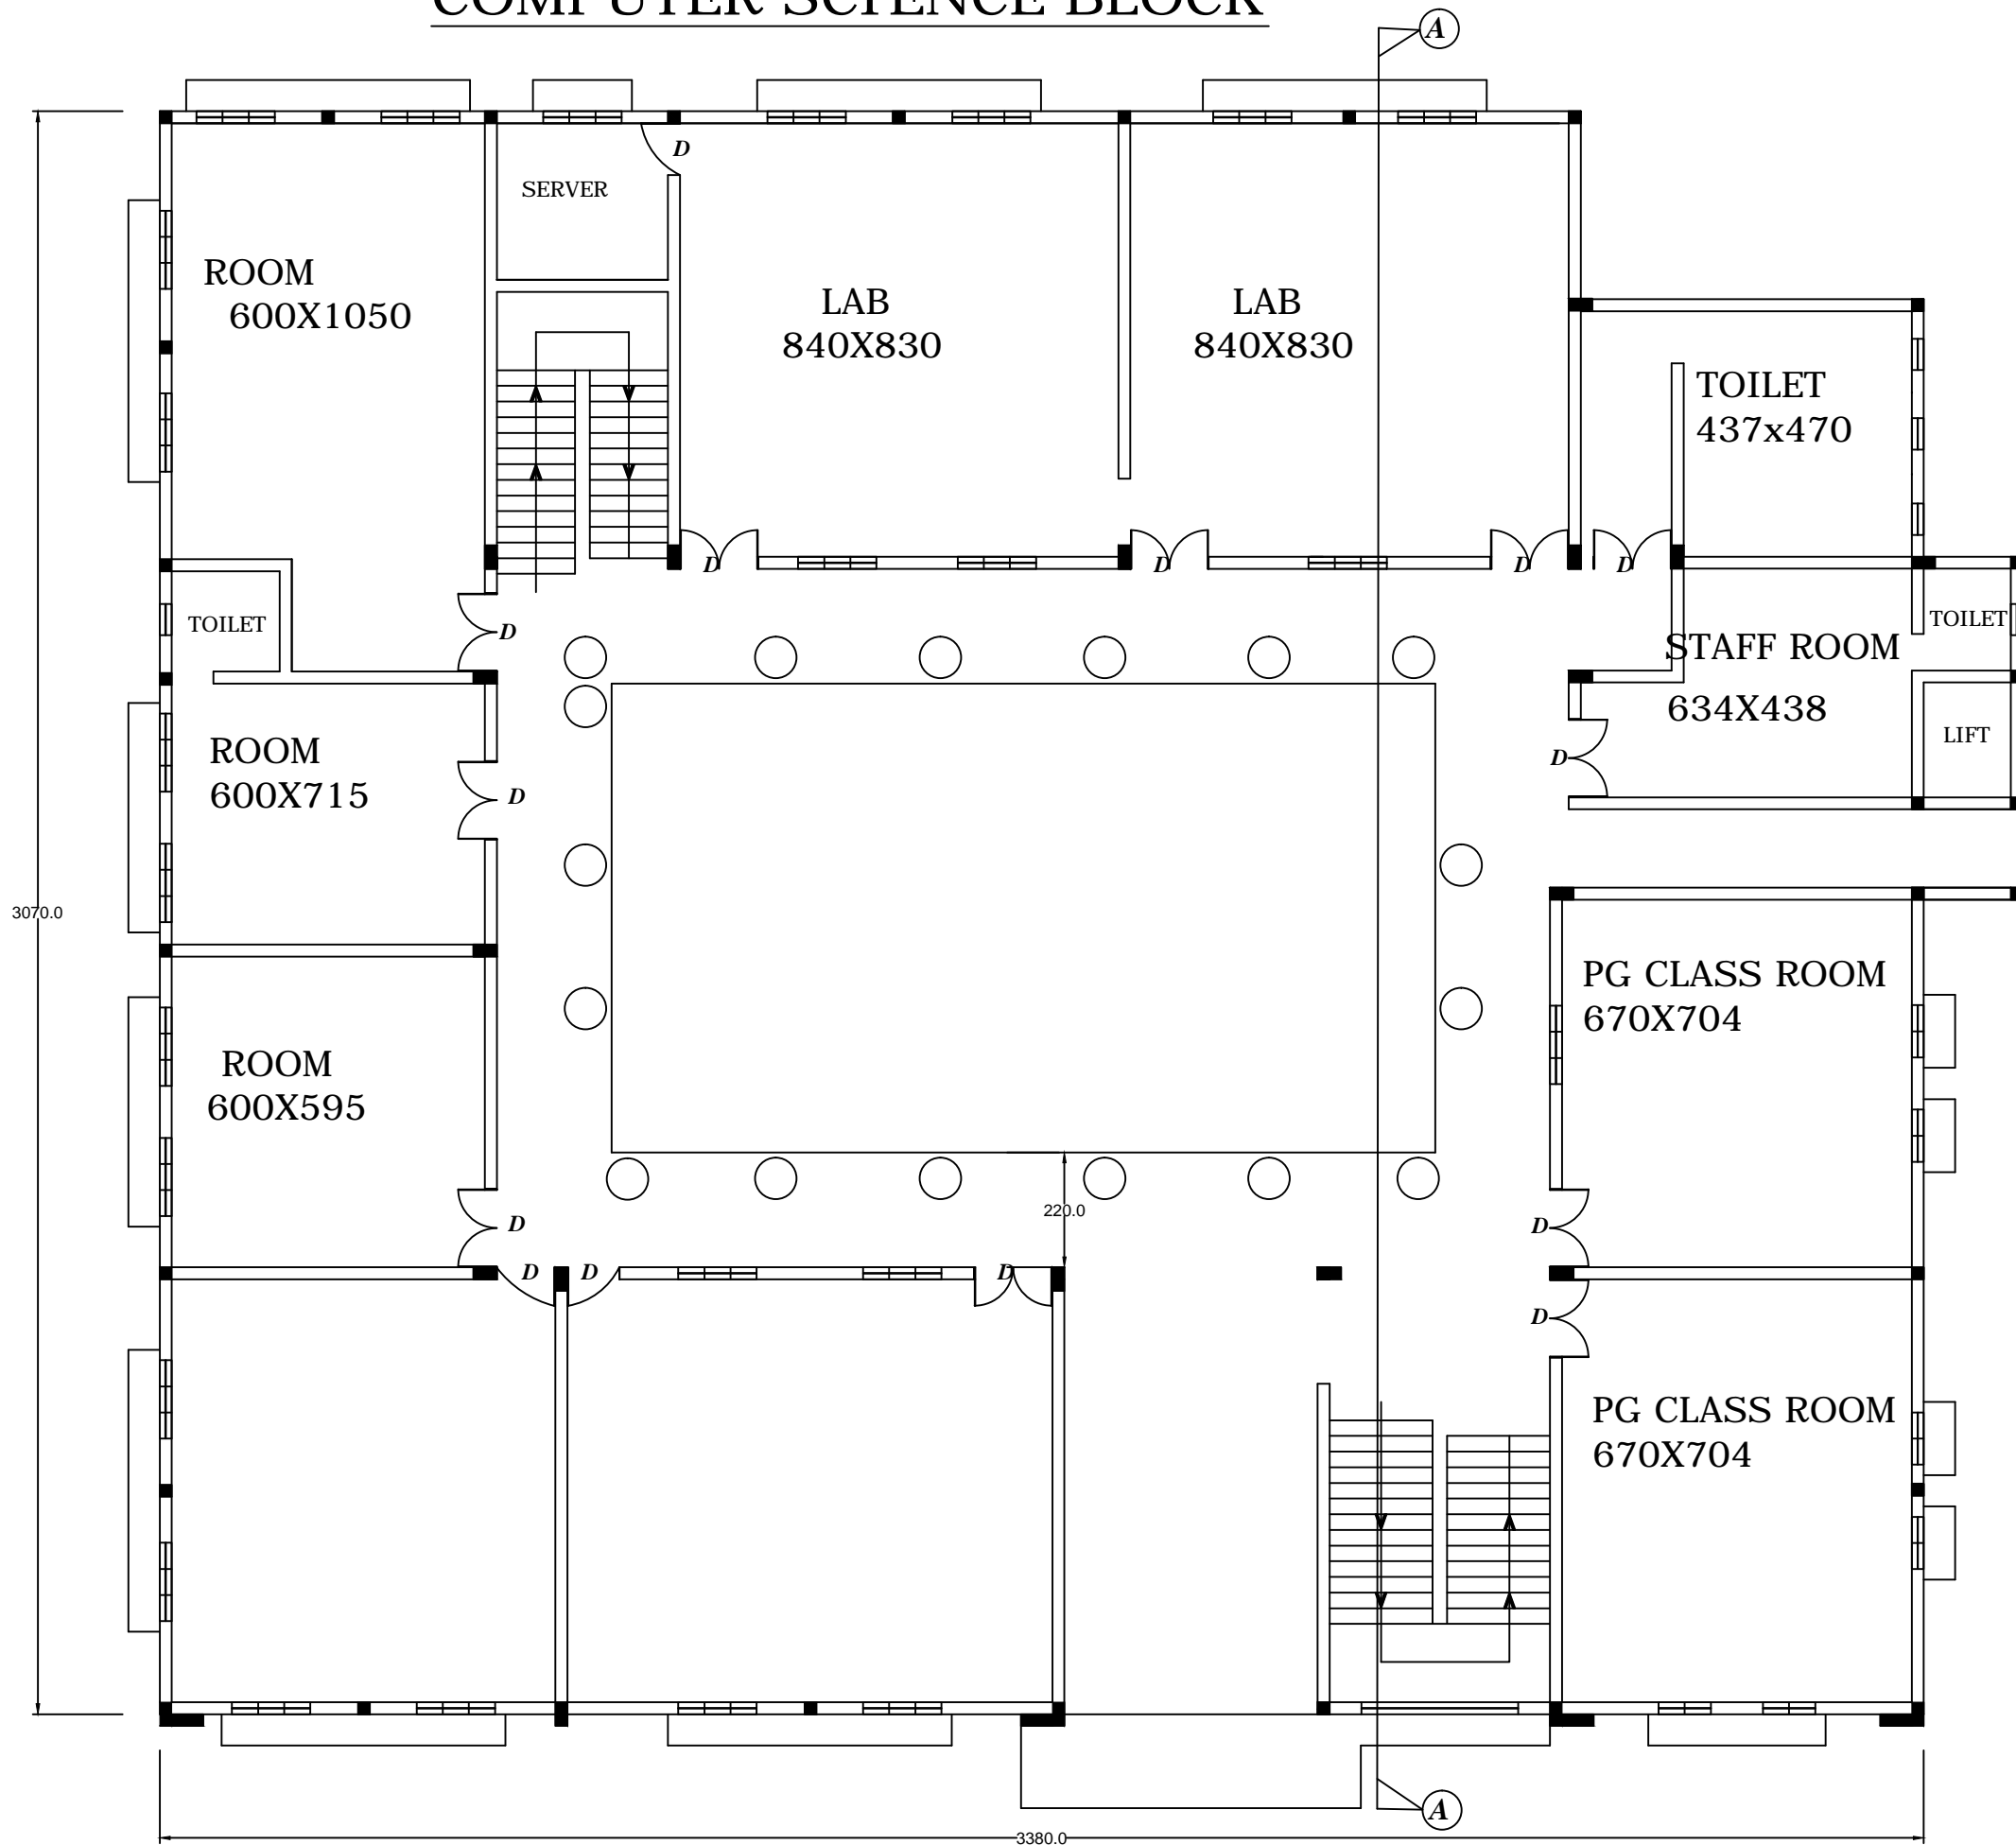 COMPUTER SCIENCE BLOCK
A
D
SERVER
ROOM
600X1050
LAB
840X830
LAB
840X830
TOILET
437x470
D
D
D
D
TOILET
D
STAFF ROOM
634X438
TOILET
LIFT
D
ROOM
600X715
D
3070.0
PG CLASS ROOM
670X704
ROOM
600X595
220.0
D
D
D
D
D
D
PG CLASS ROOM
670X704
A
3380.0